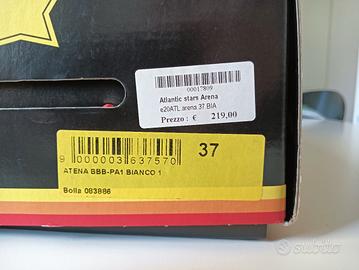 00017809
Atlantic stars Arena
e20ATL arena 37 BIA
Prezzo : € 219,00
9 000003 637570
37
ATENA BBB-PA1 BIANCO 1
Bolla 083886
subito